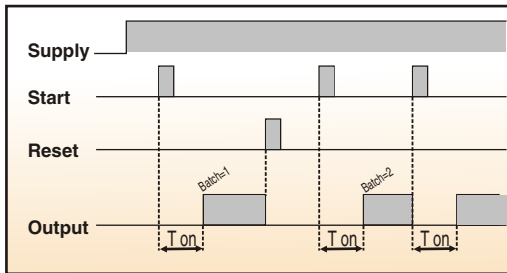 Supply
Start
Reset
Batch=1
Batch=2
Output
T on
T on
T on